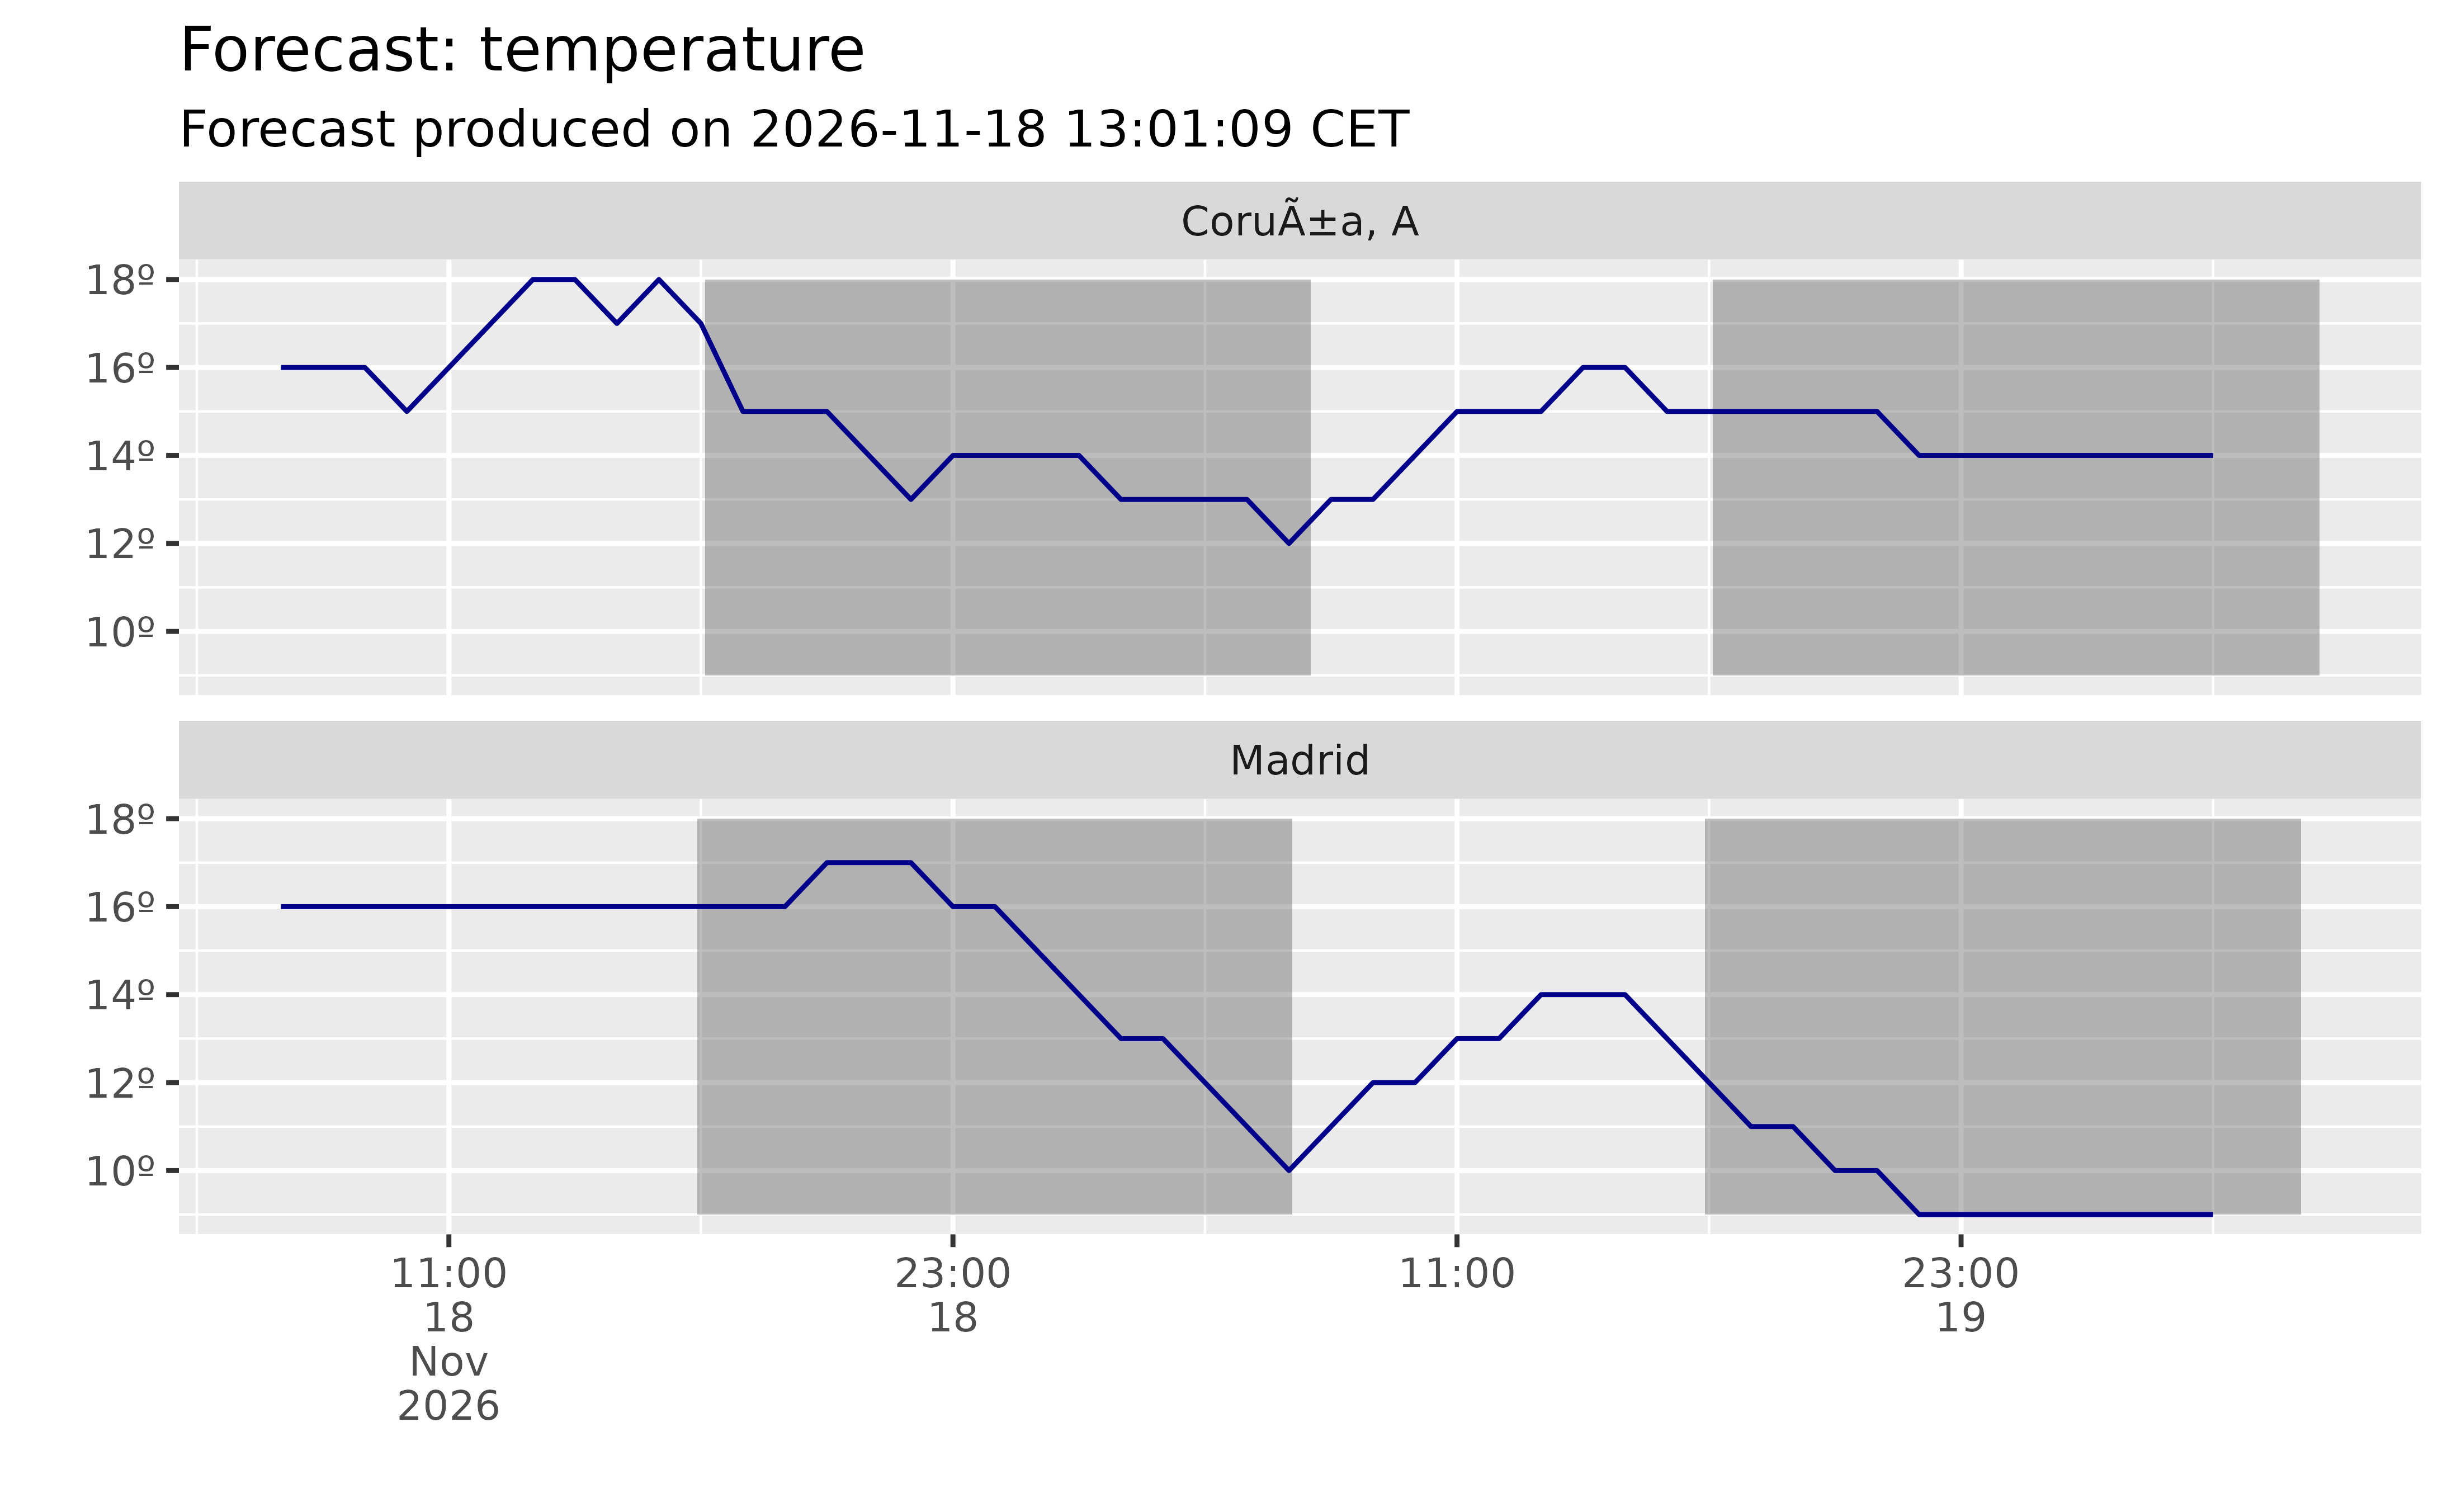 Forecast: temperature
Forecast produced on 2026-11-18 13:01:09 CET
CoruÃ±a, A
18º
16º
14º
12º
10º
Madrid
18º
16º
14º
12º
10º
11:00 23:00 11:00 23:00
18 18 19
Nov
2026